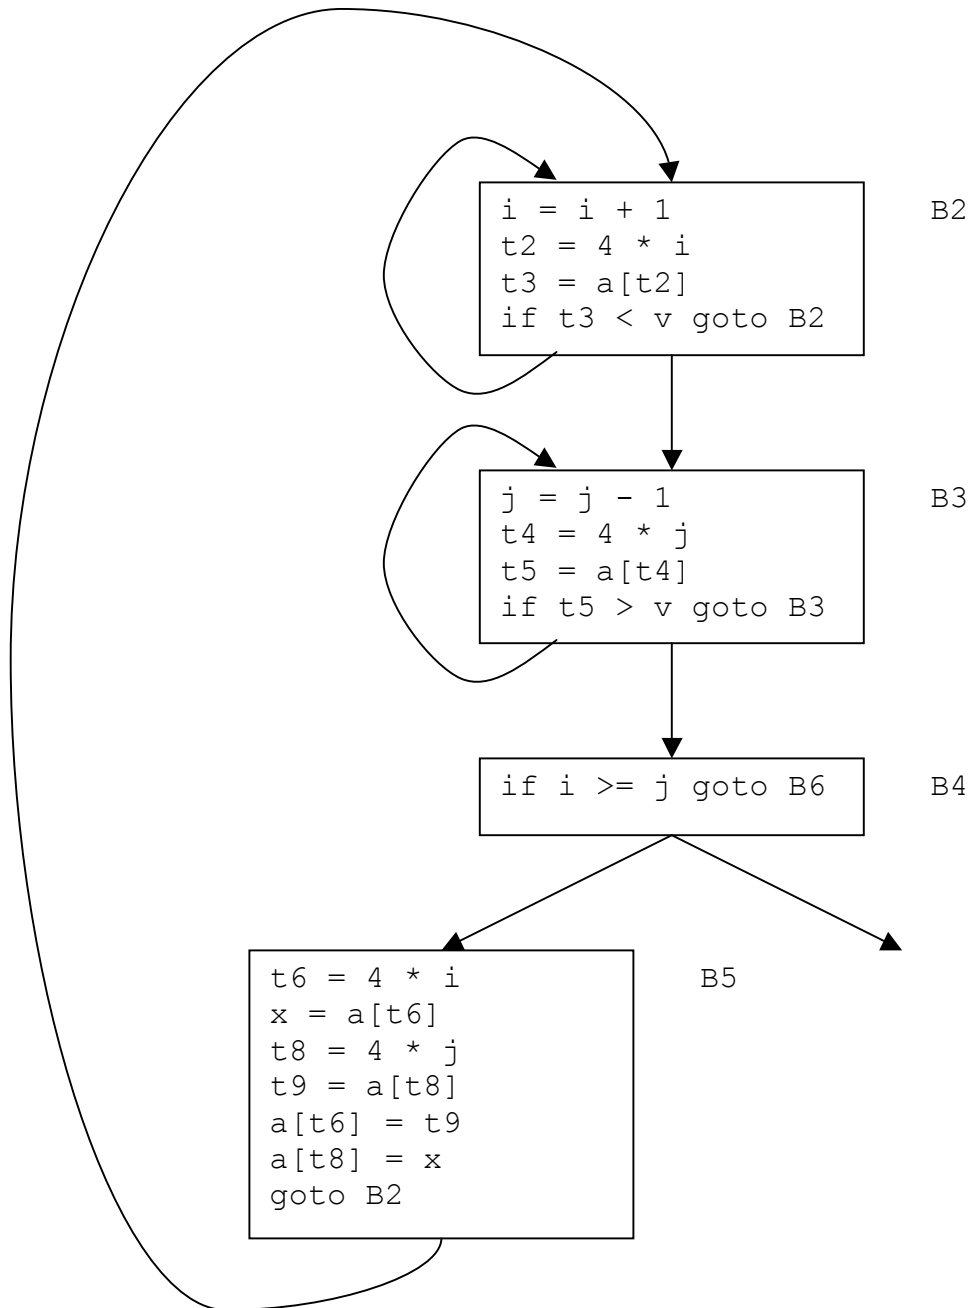 i = i + 1
t2 = 4 * i
t3 = a[t2]
if t3 < v goto B2
B2
j = j - 1
t4 = 4 * j
t5 = a[t4]
if t5 > v goto B3
B3
if i >= j goto B6
B4
t6 = 4 * i
x = a[t6]
t8 = 4 * j
t9 = a[t8]
a[t6] = t9
a[t8] = x
goto B2
B5